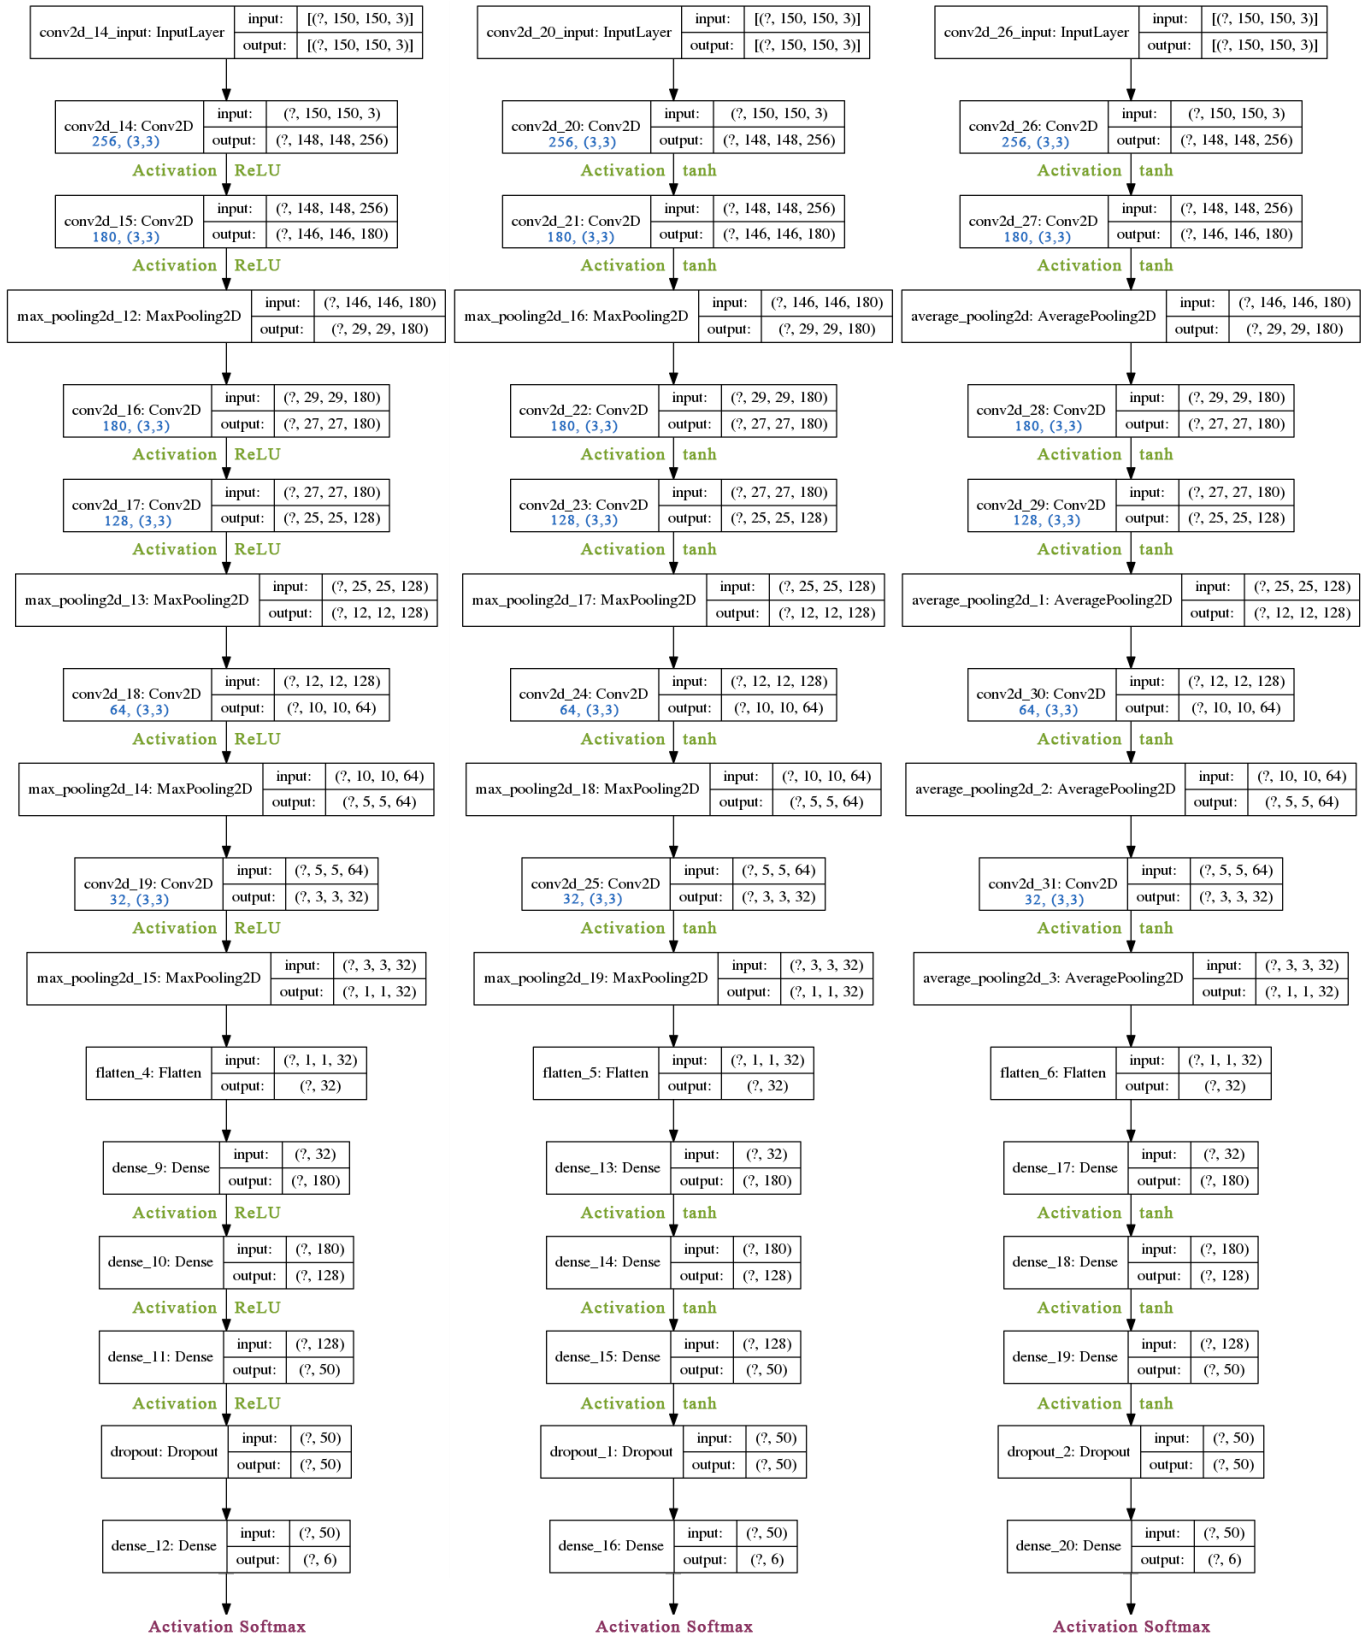 conv2d_14_input: InputLayer
input: [(?, 150, 150, 3)]
output: [(?, 150, 150, 3)]
conv2d_14: Conv2D
256, (3,3)
input: (?, 150, 150, 3)
output: (?, 148, 148, 256)
Activation ReLU
conv2d_15: Conv2D
180, (3,3)
input: (?, 148, 148, 256)
output: (?, 146, 146, 180)
Activation ReLU
max_pooling2d_12: MaxPooling2D
input: (?, 146, 146, 180)
output: (?, 29, 29, 180)
conv2d_16: Conv2D
180, (3,3)
input: (?, 29, 29, 180)
output: (?, 27, 27, 180)
Activation ReLU
conv2d_17: Conv2D
128, (3,3)
input: (?, 27, 27, 180)
output: (?, 25, 25, 128)
Activation ReLU
max_pooling2d_13: MaxPooling2D
input: (?, 25, 25, 128)
output: (?, 12, 12, 128)
conv2d_18: Conv2D
64, (3,3)
input: (?, 12, 12, 128)
output: (?, 10, 10, 64)
Activation ReLU
max_pooling2d_14: MaxPooling2D
input: (?, 10, 10, 64)
output: (?, 5, 5, 64)
conv2d_19: Conv2D
32, (3,3)
input: (?, 5, 5, 64)
output: (?, 3, 3, 32)
Activation ReLU
max_pooling2d_15: MaxPooling2D
input: (?, 3, 3, 32)
output: (?, 1, 1, 32)
flatten_4: Flatten
input: (?, 1, 1, 32)
output: (?, 32)
dense_9: Dense
input: (?, 32)
output: (?, 180)
Activation ReLU
dense_10: Dense
input: (?, 180)
output: (?, 128)
Activation ReLU
dense_11: Dense
input: (?, 128)
output: (?, 50)
Activation ReLU
dropout: Dropout
input: (?, 50)
output: (?, 50)
dense_12: Dense
input: (?, 50)
output: (?, 6)
Activation Softmax
conv2d_20_input: InputLayer
input: [(?, 150, 150, 3)]
output: [(?, 150, 150, 3)]
conv2d_20: Conv2D
256, (3,3)
input: (?, 150, 150, 3)
output: (?, 148, 148, 256)
Activation tanh
conv2d_21: Conv2D
180, (3,3)
input: (?, 148, 148, 256)
output: (?, 146, 146, 180)
Activation tanh
max_pooling2d_16: MaxPooling2D
input: (?, 146, 146, 180)
output: (?, 29, 29, 180)
conv2d_22: Conv2D
180, (3,3)
input: (?, 29, 29, 180)
output: (?, 27, 27, 180)
Activation tanh
conv2d_23: Conv2D
128, (3,3)
input: (?, 27, 27, 180)
output: (?, 25, 25, 128)
Activation tanh
max_pooling2d_17: MaxPooling2D
input: (?, 25, 25, 128)
output: (?, 12, 12, 128)
conv2d_24: Conv2D
64, (3,3)
input: (?, 12, 12, 128)
output: (?, 10, 10, 64)
Activation tanh
max_pooling2d_18: MaxPooling2D
input: (?, 10, 10, 64)
output: (?, 5, 5, 64)
conv2d_25: Conv2D
32, (3,3)
input: (?, 5, 5, 64)
output: (?, 3, 3, 32)
Activation tanh
max_pooling2d_19: MaxPooling2D
input: (?, 3, 3, 32)
output: (?, 1, 1, 32)
flatten_5: Flatten
input: (?, 1, 1, 32)
output: (?, 32)
dense_13: Dense
input: (?, 32)
output: (?, 180)
Activation tanh
dense_14: Dense
input: (?, 180)
output: (?, 128)
Activation tanh
dense_15: Dense
input: (?, 128)
output: (?, 50)
Activation tanh
dropout_1: Dropout
input: (?, 50)
output: (?, 50)
dense_16: Dense
input: (?, 50)
output: (?, 6)
Activation Softmax
conv2d_26_input: InputLayer
input: [(?, 150, 150, 3)]
output: [(?, 150, 150, 3)]
conv2d_26: Conv2D
256, (3,3)
input: (?, 150, 150, 3)
output: (?, 148, 148, 256)
Activation tanh
conv2d_27: Conv2D
180, (3,3)
input: (?, 148, 148, 256)
output: (?, 146, 146, 180)
Activation tanh
average_pooling2d: AveragePooling2D
input: (?, 146, 146, 180)
output: (?, 29, 29, 180)
conv2d_28: Conv2D
180, (3,3)
input: (?, 29, 29, 180)
output: (?, 27, 27, 180)
Activation tanh
conv2d_29: Conv2D
128, (3,3)
input: (?, 27, 27, 180)
output: (?, 25, 25, 128)
Activation tanh
average_pooling2d_1: AveragePooling2D
input: (?, 25, 25, 128)
output: (?, 12, 12, 128)
conv2d_30: Conv2D
64, (3,3)
input: (?, 12, 12, 128)
output: (?, 10, 10, 64)
Activation tanh
average_pooling2d_2: AveragePooling2D
input: (?, 10, 10, 64)
output: (?, 5, 5, 64)
conv2d_31: Conv2D
32, (3,3)
input: (?, 5, 5, 64)
output: (?, 3, 3, 32)
Activation tanh
average_pooling2d_3: AveragePooling2D
input: (?, 3, 3, 32)
output: (?, 1, 1, 32)
flatten_6: Flatten
input: (?, 1, 1, 32)
output: (?, 32)
dense_17: Dense
input: (?, 32)
output: (?, 180)
Activation tanh
dense_18: Dense
input: (?, 180)
output: (?, 128)
Activation tanh
dense_19: Dense
input: (?, 128)
output: (?, 50)
Activation tanh
dropout_2: Dropout
input: (?, 50)
output: (?, 50)
dense_20: Dense
input: (?, 50)
output: (?, 6)
Activation Softmax